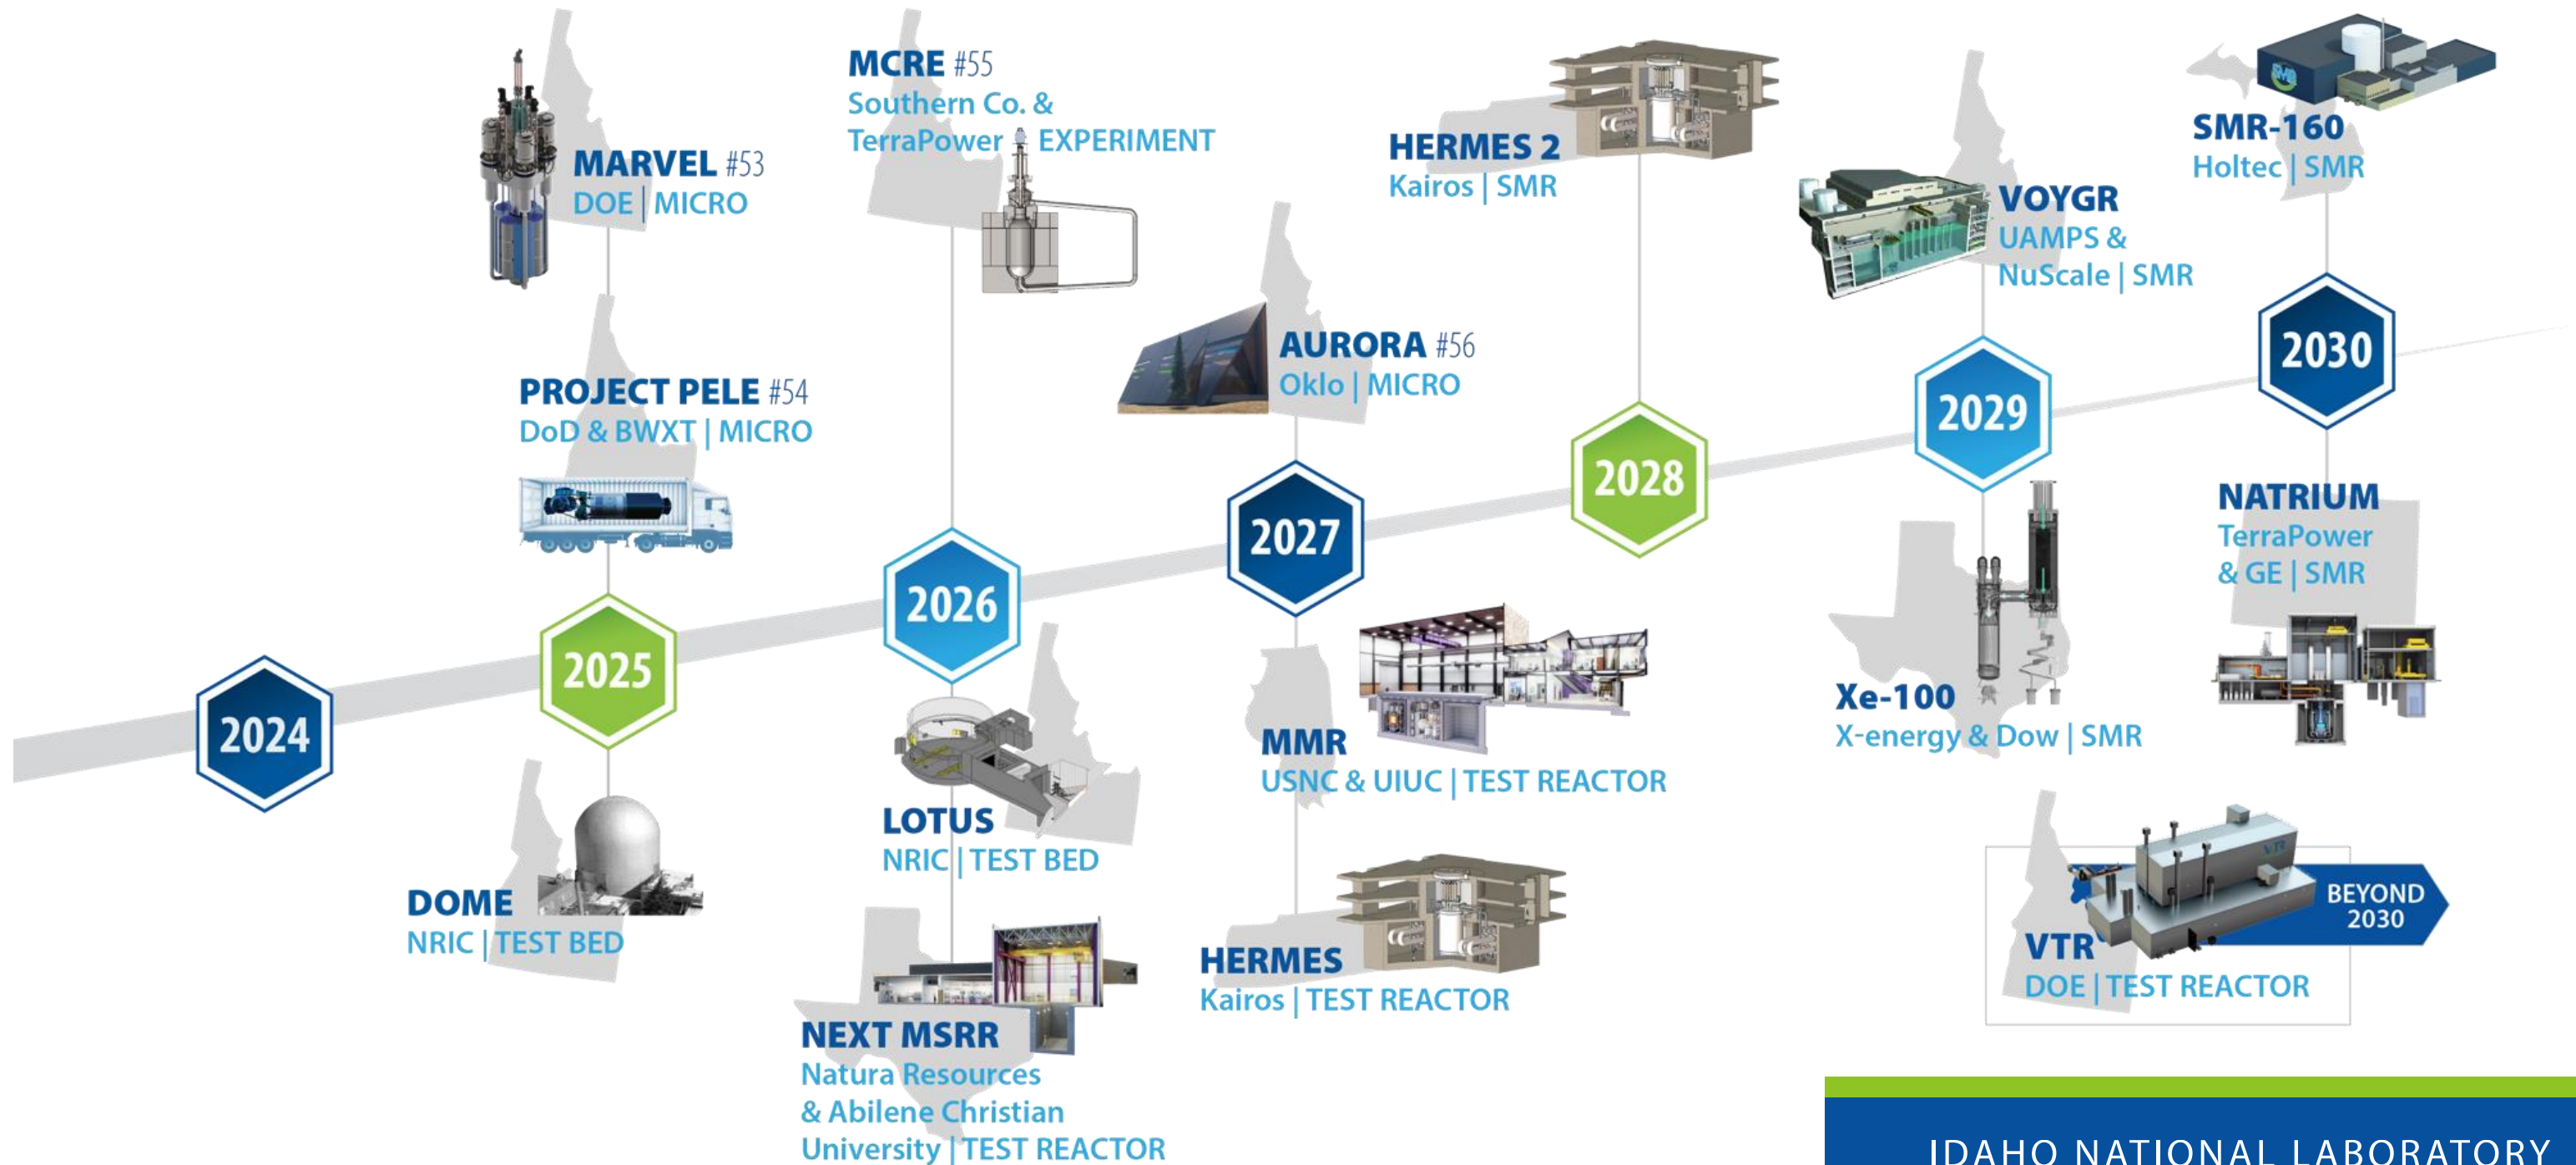 MARVEL #53
DOE | MICRO
PROJECT PELE #54
DoD & BWXT | MICRO
MCRE #55
Southern Co. &
TerraPower | EXPERIMENT
AURORA #56
Oklo | MICRO
HERMES 2
Kairos | SMR
VOYGR
UAMPS &
NuScale | SMR
SMR-160
Holtec | SMR
SMR
2024
2025
2026
2027
2028
2029
2030
DOME
NRIC | TEST BED
LOTUS
NRIC | TEST BED
NEXT MSRR
Natura Resources
& Abilene Christian
University | TEST REACTOR
MMR
USNC & UIUC | TEST REACTOR
HERMES
Kairos | TEST REACTOR
Xe-100
X-energy & Dow | SMR
NATRIUM
TerraPower
& GE | SMR
VTR
BEYOND
2030
VTR
DOE | TEST REACTOR
IDAHO NATIONAL LABORATORY